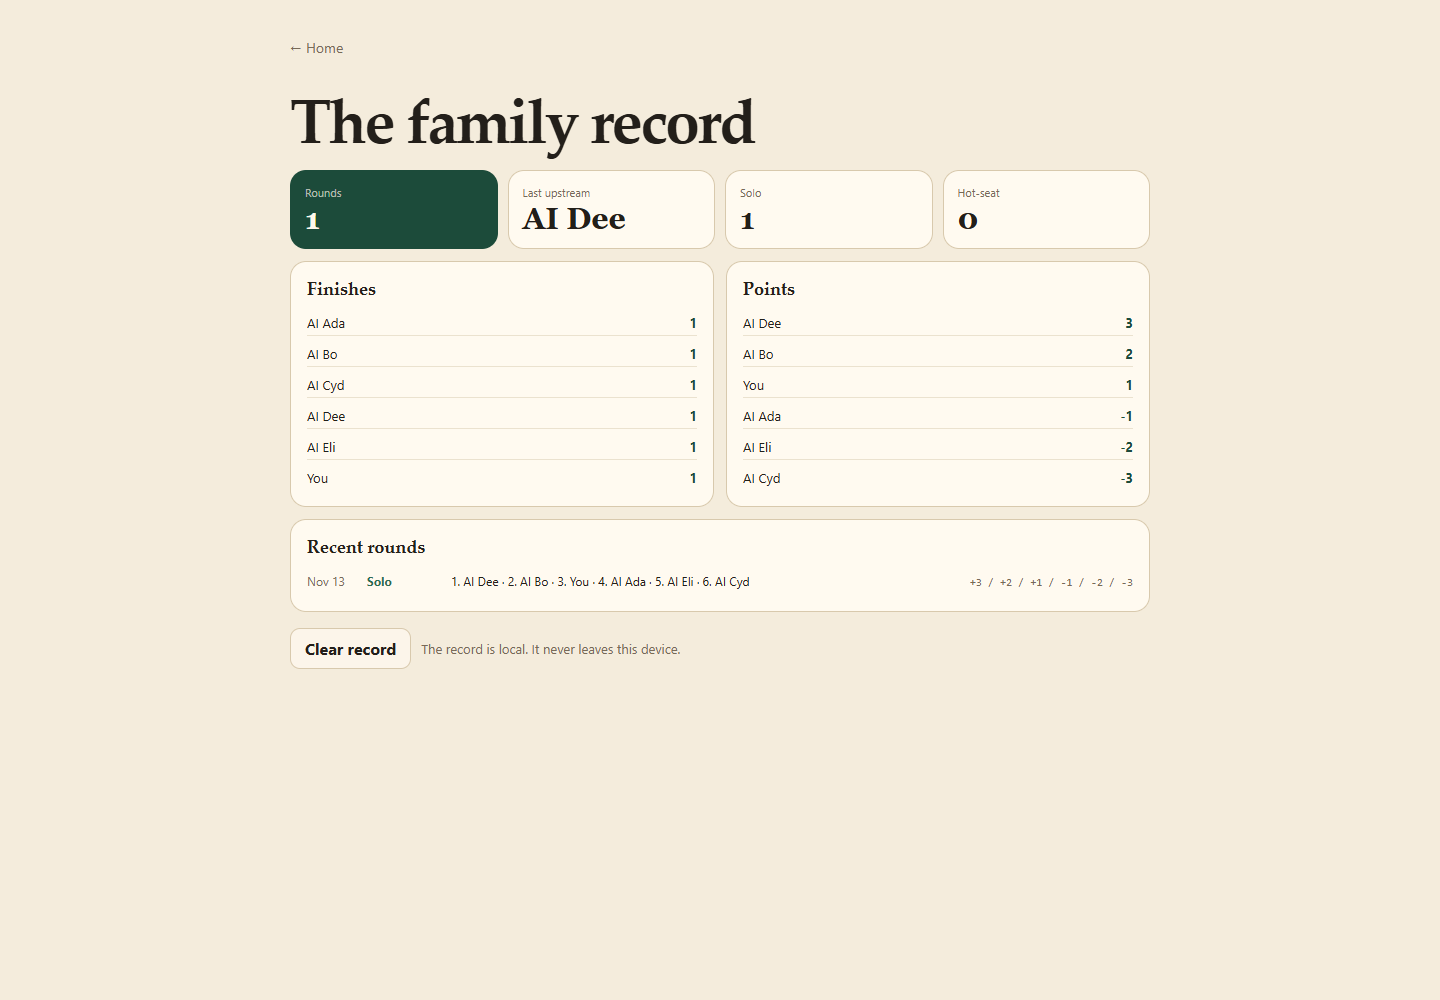 ← Home
The family record
Rounds
1
Last upstream
AI Dee
Solo
1
Hot-seat
0
Finishes
AI Ada 1
AI Bo 1
AI Cyd 1
AI Dee 1
AI Eli 1
You 1
Points
AI Dee 3
AI Bo 2
You 1
AI Ada -1
AI Eli -2
AI Cyd -3
Recent rounds
Nov 13 Solo 1. AI Dee · 2. AI Bo · 3. You · 4. AI Ada · 5. AI Eli · 6. AI Cyd +3 / +2 / +1 / -1 / -2 / -3
Clear record The record is local. It never leaves this device.